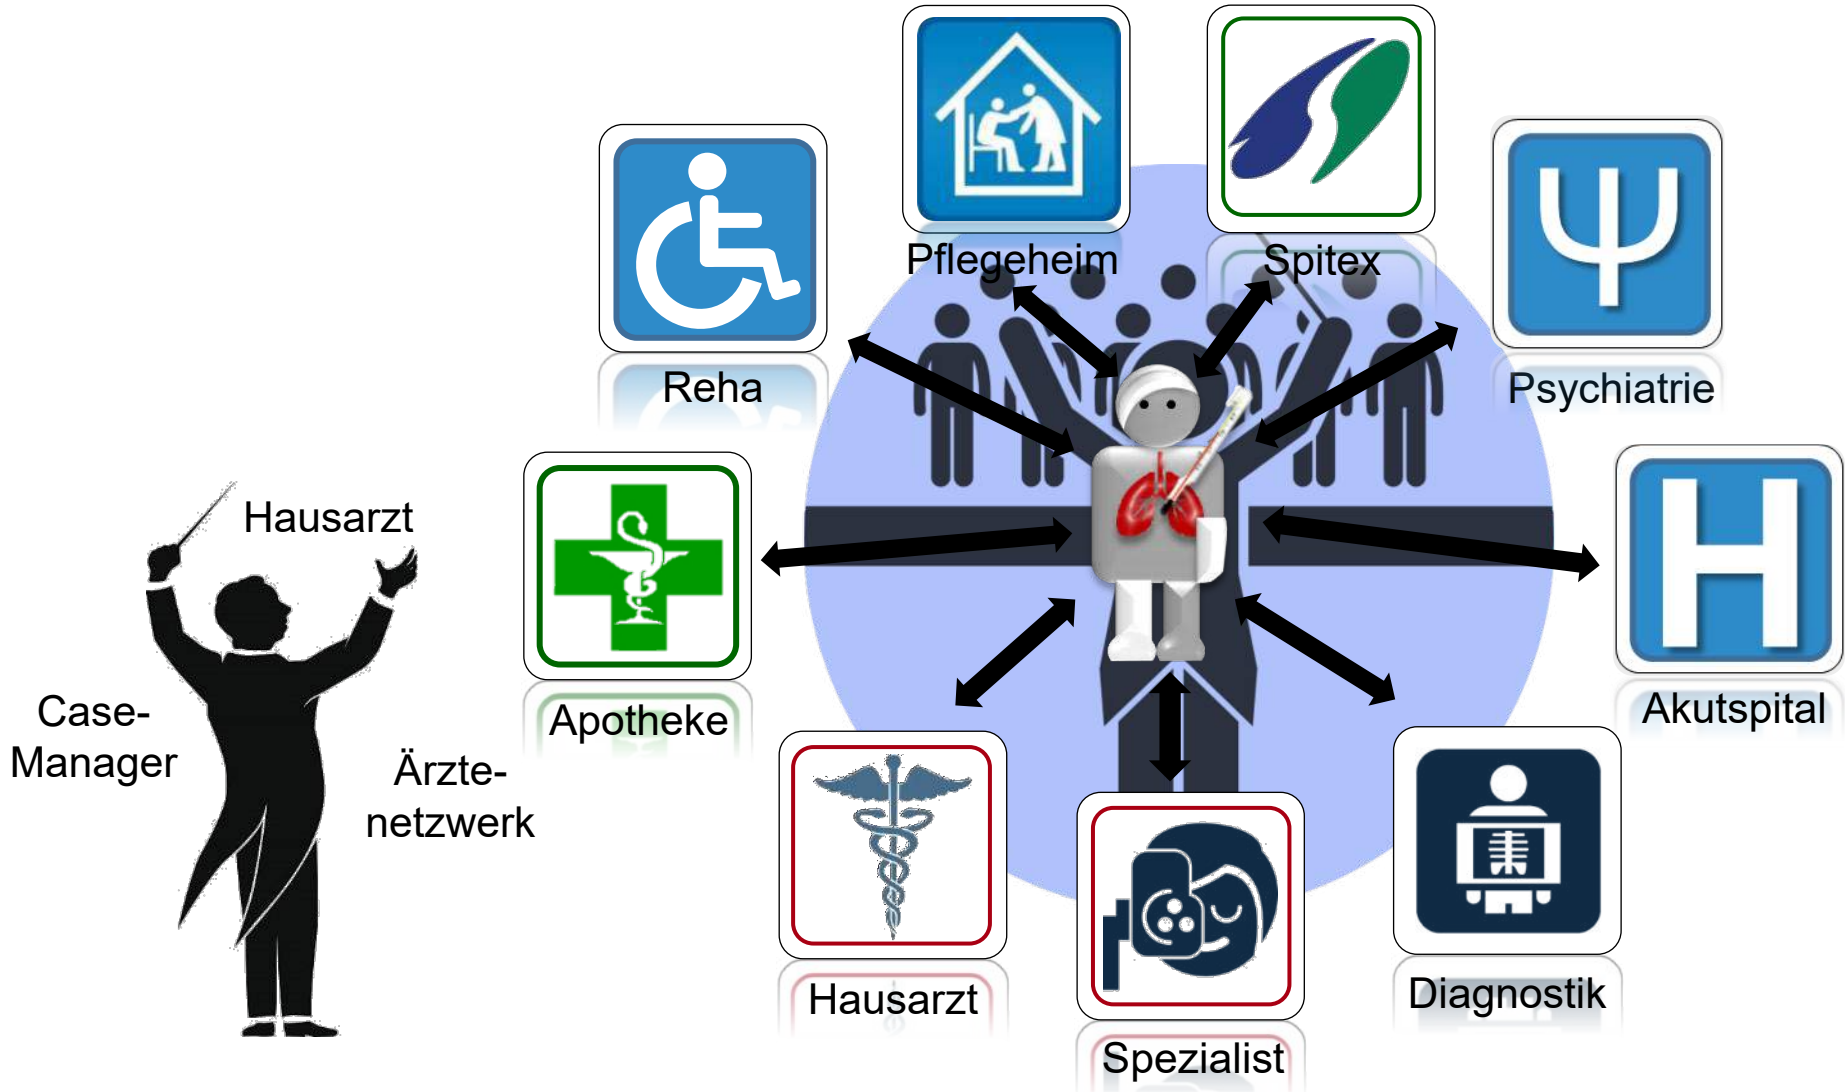 Pflegeheim
Spitex
Reha
Psychiatrie
Hausarzt
Case-
Manager
Ärzte-
netzwerk
Apotheke
H
Akutspital
Hausarzt
Spezialist
Diagnostik
Ψ